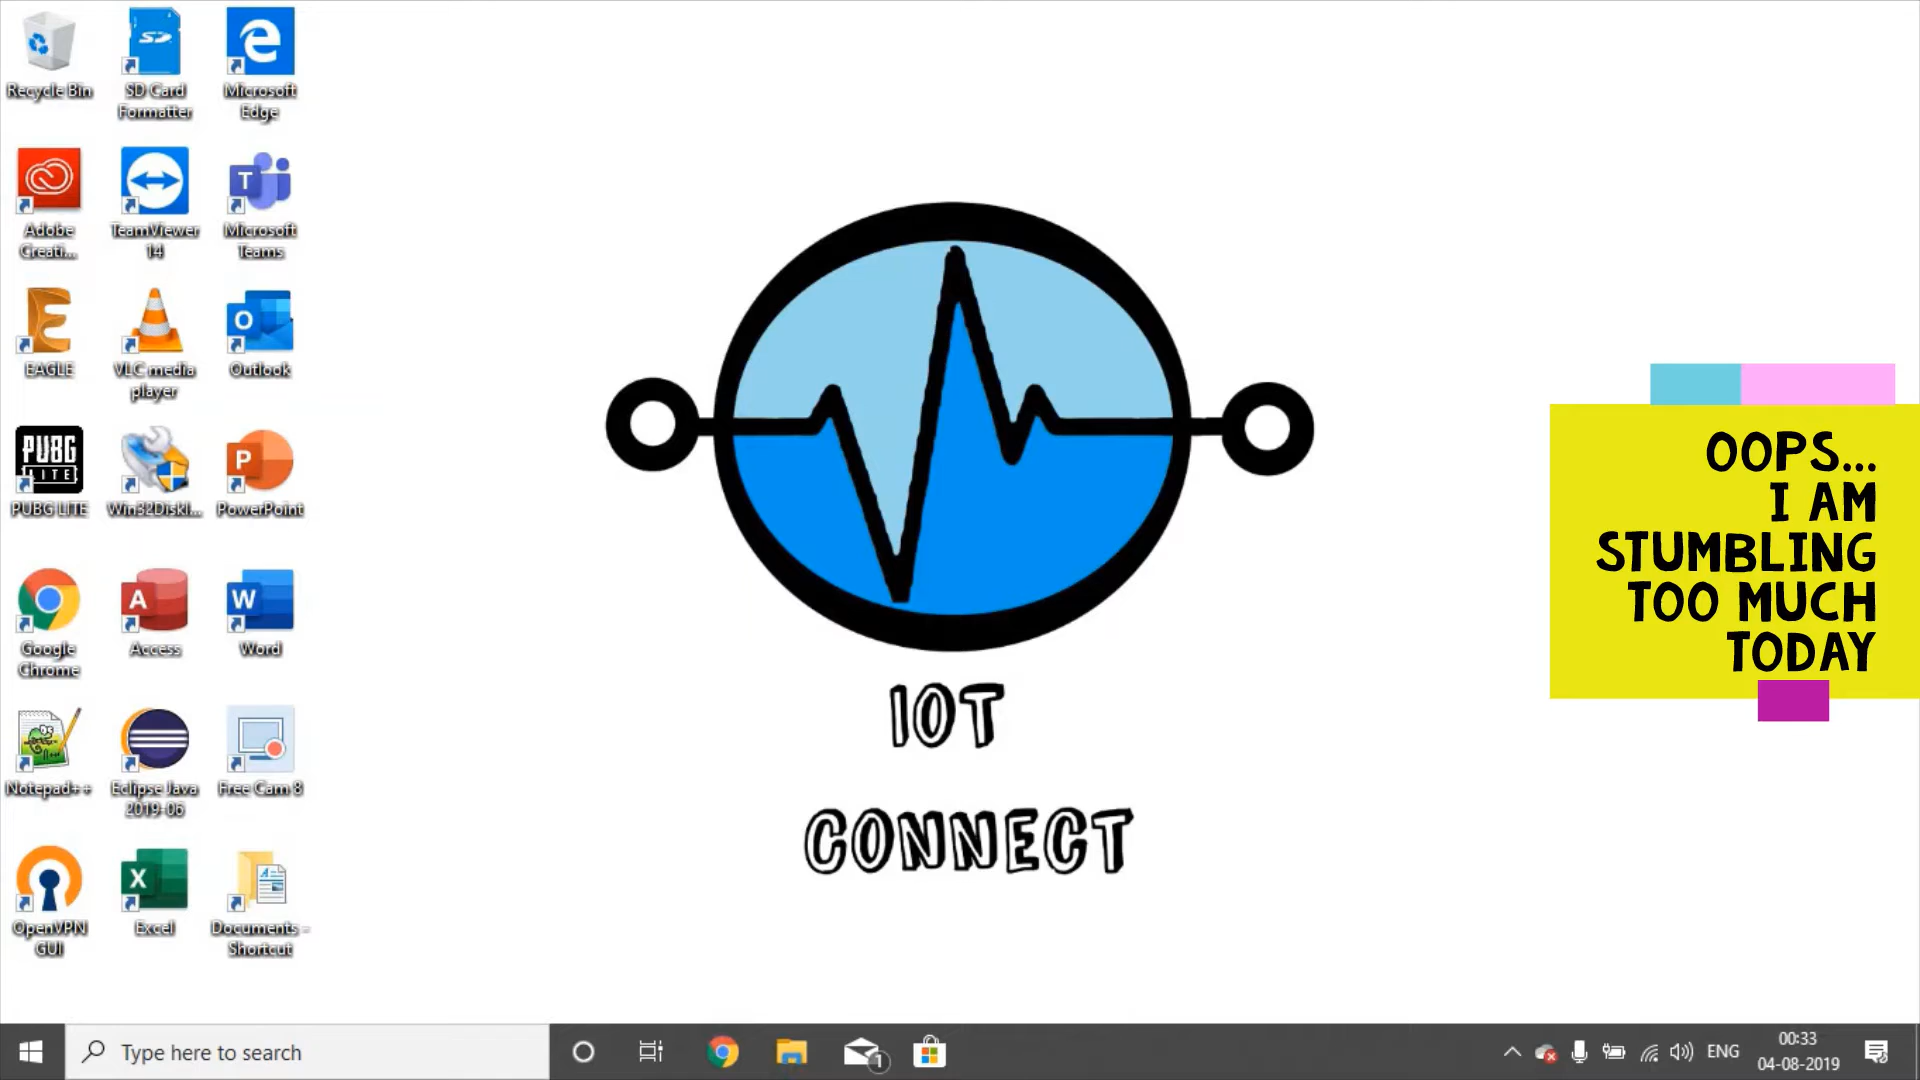 Recycle Bin
SD Card
Formatter
Microsoft
Edge
Adobe
Creati...
TeamViewer
14
Microsoft
Teams
EAGLE
VLC media
player
Outlook
PUBG
LITE
PUBG LITE
Win32DiskI...
PowerPoint
Google
Chrome
Access
Word
Notepad++
Eclipse Java
2019-06
Free Cam 8
OpenVPN
GUI
Excel
Documents -
Shortcut
IOT
CONNECT
OOPS...
I AM
STUMBLING
TOO MUCH
TODAY
Type here to search
1
ENG
00:33
04-08-2019